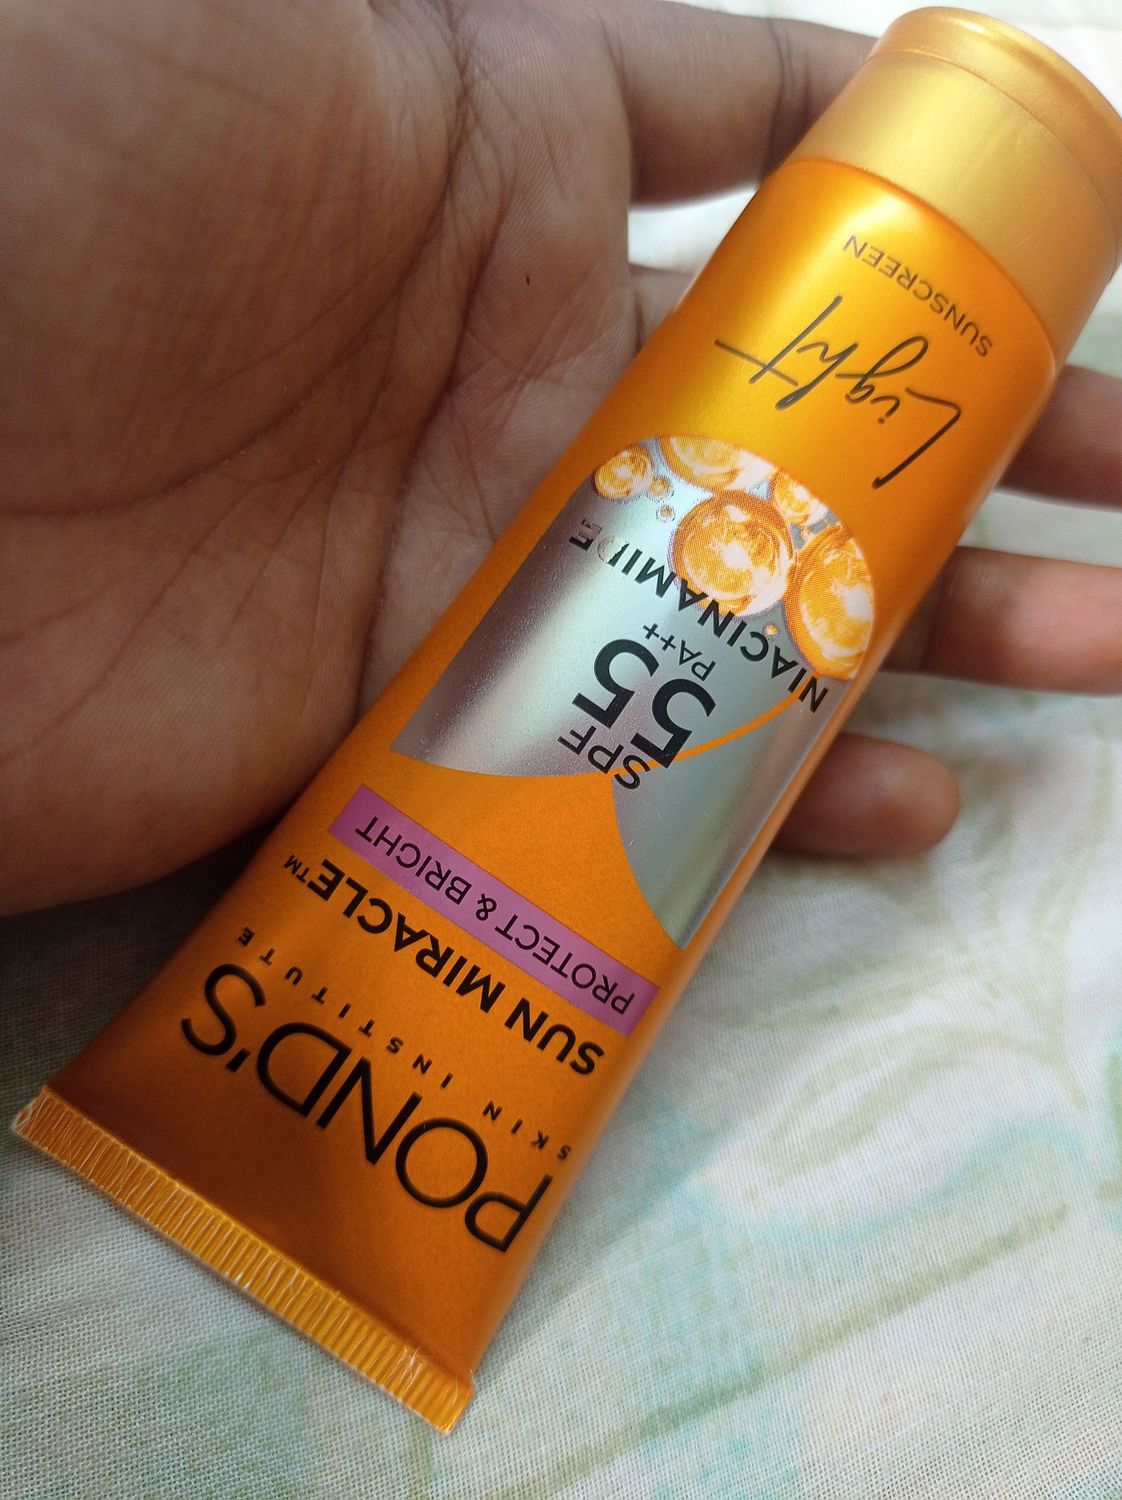 POND'S
SKIN INSTITUTE
SUN MIRACLE™
PROTECT & BRIGHT
SPF
55
PA++
NIACINAMIDE
Light
SUNSCREEN